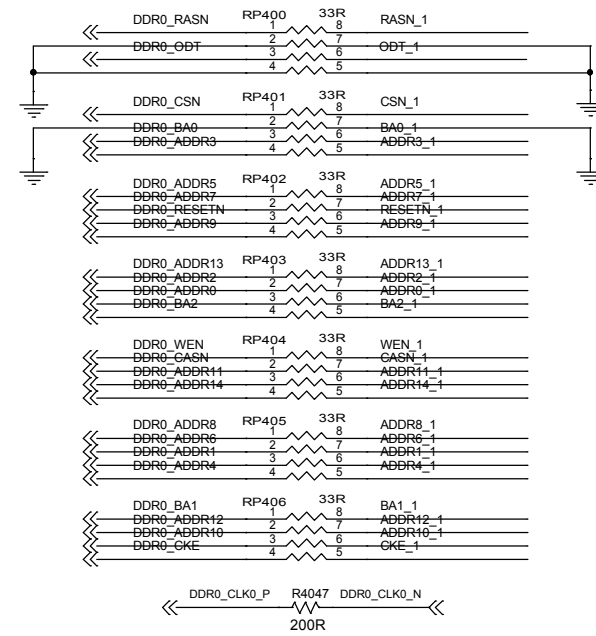 DDR0_RASN RP400 33R RASN_1
1 8
2 7
DDR0_ODT ODT_1
3 6
4 5
DDR0_CSN RP401 33R CSN_1
1 8
2 7
DDR0_BA0 BA0_1
3 6
DDR0_ADDR3 ADDR3_1
4 5
DDR0_ADDR5 RP402 33R ADDR5_1
1 8
DDR0_ADDR7 ADDR7_1
2 7
DDR0_RESETN RESETN_1
3 6
DDR0_ADDR9 ADDR9_1
4 5
DDR0_ADDR13 RP403 33R ADDR13_1
1 8
DDR0_ADDR2 ADDR2_1
2 7
DDR0_ADDR0 ADDR0_1
3 6
DDR0_BA2 BA2_1
4 5
DDR0_WEN RP404 33R WEN_1
1 8
DDR0_CASN CASN_1
2 7
DDR0_ADDR11 ADDR11_1
3 6
DDR0_ADDR14 ADDR14_1
4 5
DDR0_ADDR8 RP405 33R ADDR8_1
1 8
DDR0_ADDR6 ADDR6_1
2 7
DDR0_ADDR1 ADDR1_1
3 6
DDR0_ADDR4 ADDR4_1
4 5
DDR0_BA1 RP406 33R BA1_1
1 8
DDR0_ADDR12 ADDR12_1
2 7
DDR0_ADDR10 ADDR10_1
3 6
DDR0_CKE CKE_1
4 5
DDR0_CLK0_P R4047 DDR0_CLK0_N
200R